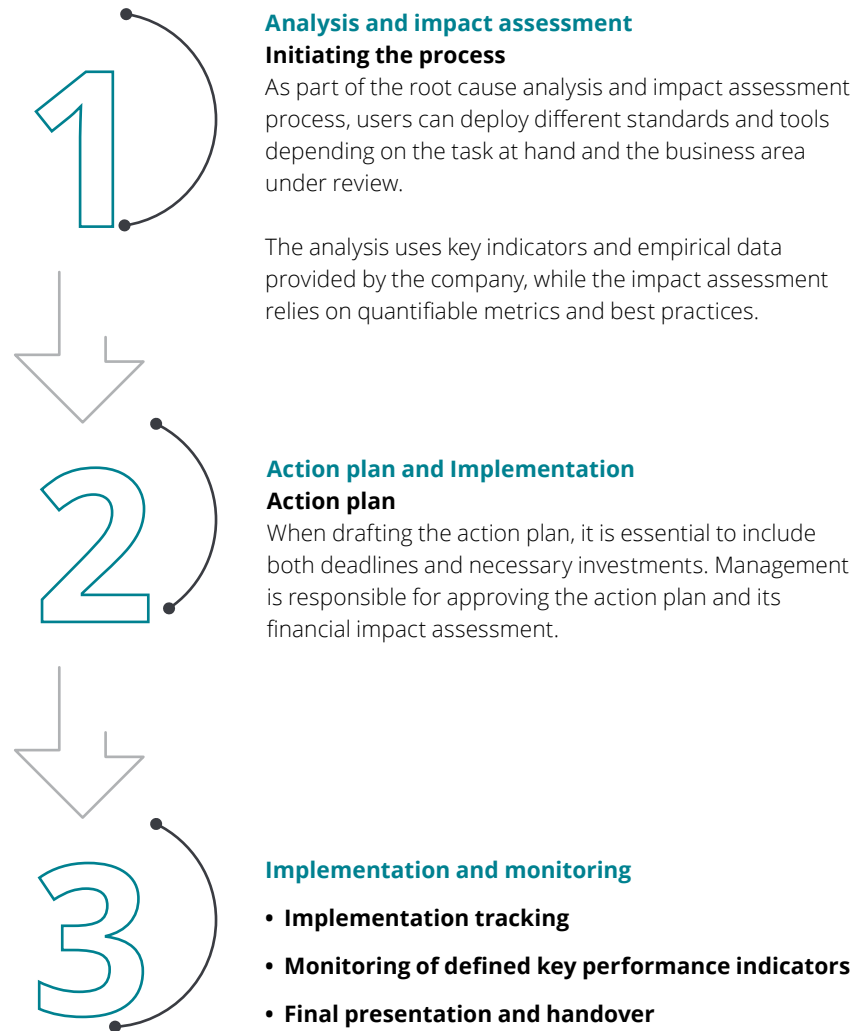 1
Analysis and impact assessment
Initiating the process
As part of the root cause analysis and impact assessment
process, users can deploy different standards and tools
depending on the task at hand and the business area
under review.
The analysis uses key indicators and empirical data
provided by the company, while the impact assessment
relies on quantifiable metrics and best practices.
2
Action plan and Implementation
Action plan
When drafting the action plan, it is essential to include
both deadlines and necessary investments. Management
is responsible for approving the action plan and its
financial impact assessment.
3
Implementation and monitoring
• Implementation tracking
• Monitoring of defined key performance indicators
• Final presentation and handover